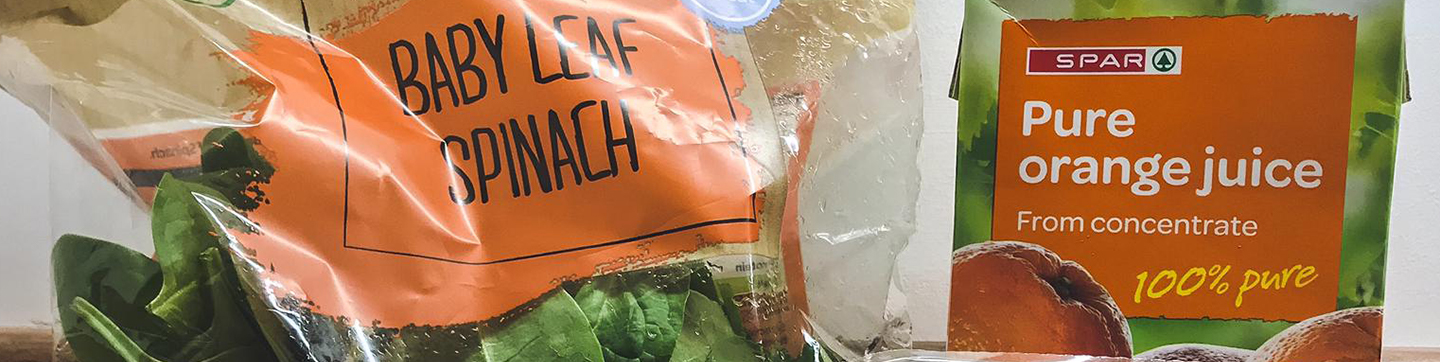 BABY LEAF
SPINACH
SPAR
Pure
orange juice
From concentrate
100% pure